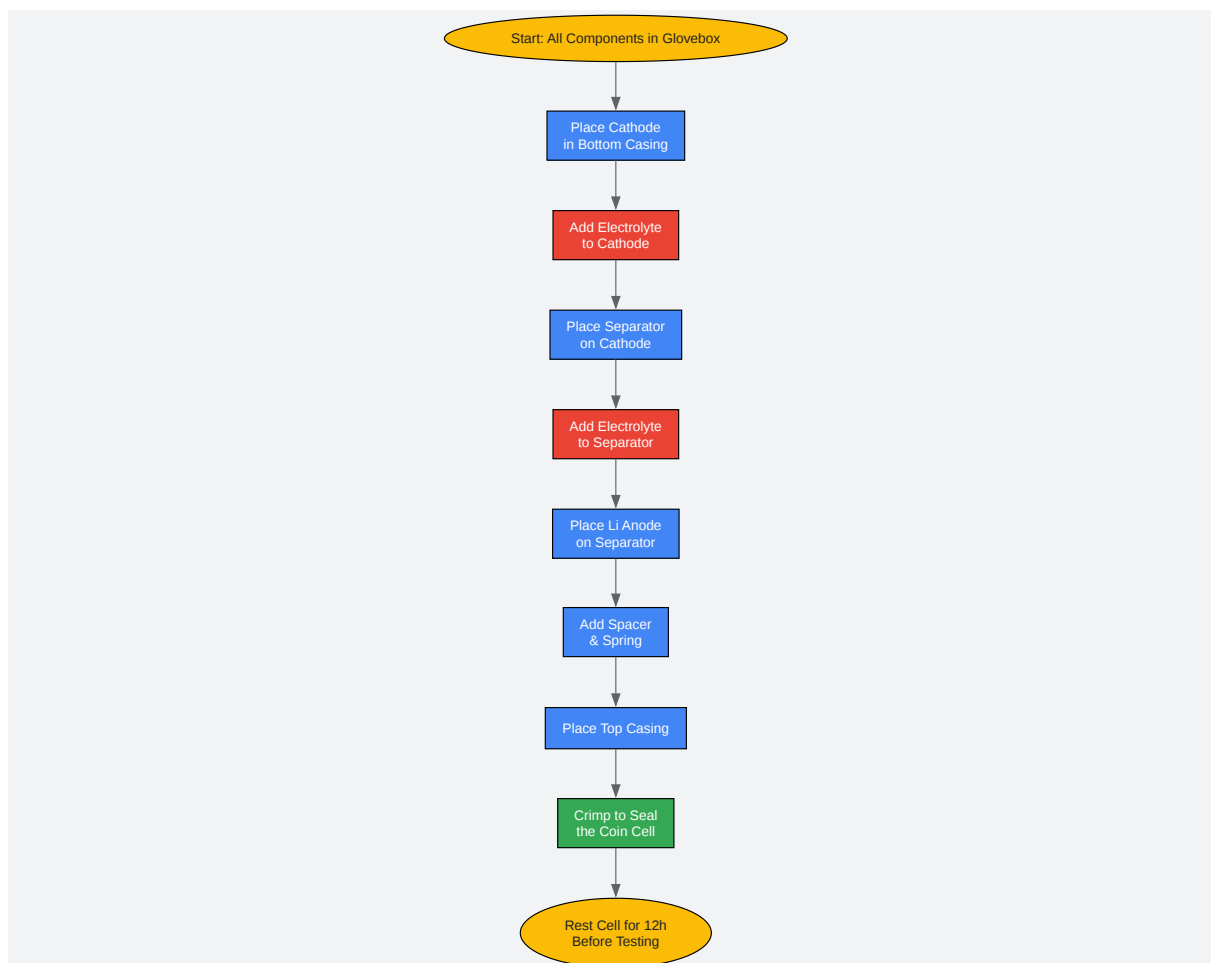 Start: All Components in Glovebox
Place Cathode
in Bottom Casing
Add Electrolyte
to Cathode
Place Separator
on Cathode
Add Electrolyte
to Separator
Place Li Anode
on Separator
Add Spacer
& Spring
Place Top Casing
Crimp to Seal
the Coin Cell
Rest Cell for 12h
Before Testing